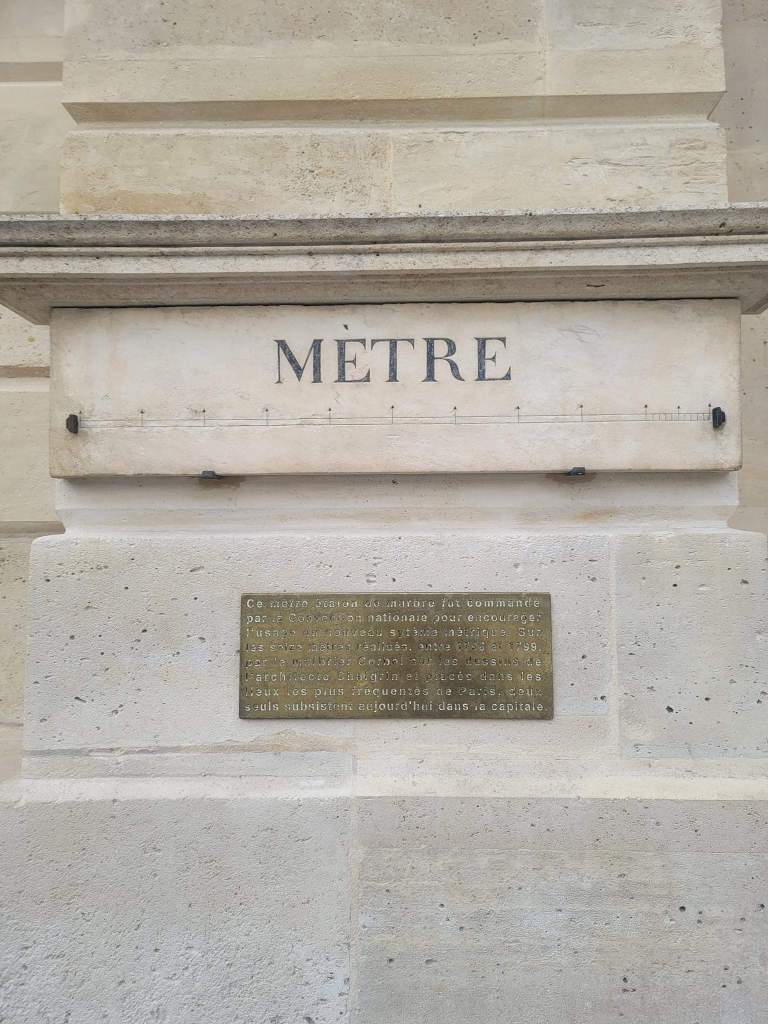 MÈTRE
Ce mètre étalon de marbre fut commandé
par la Convention nationale pour encourager
l'usage du nouveau sytème métrique. Sur
les seize mètres réalisés, entre 1796 et 1799,
par le marbrier Corbel sur les dessins de
l'architecte Chalgrin et placés dans les
lieux les plus fréquentés de Paris, deux
seuls subsistent aujourd'hui dans la capitale.